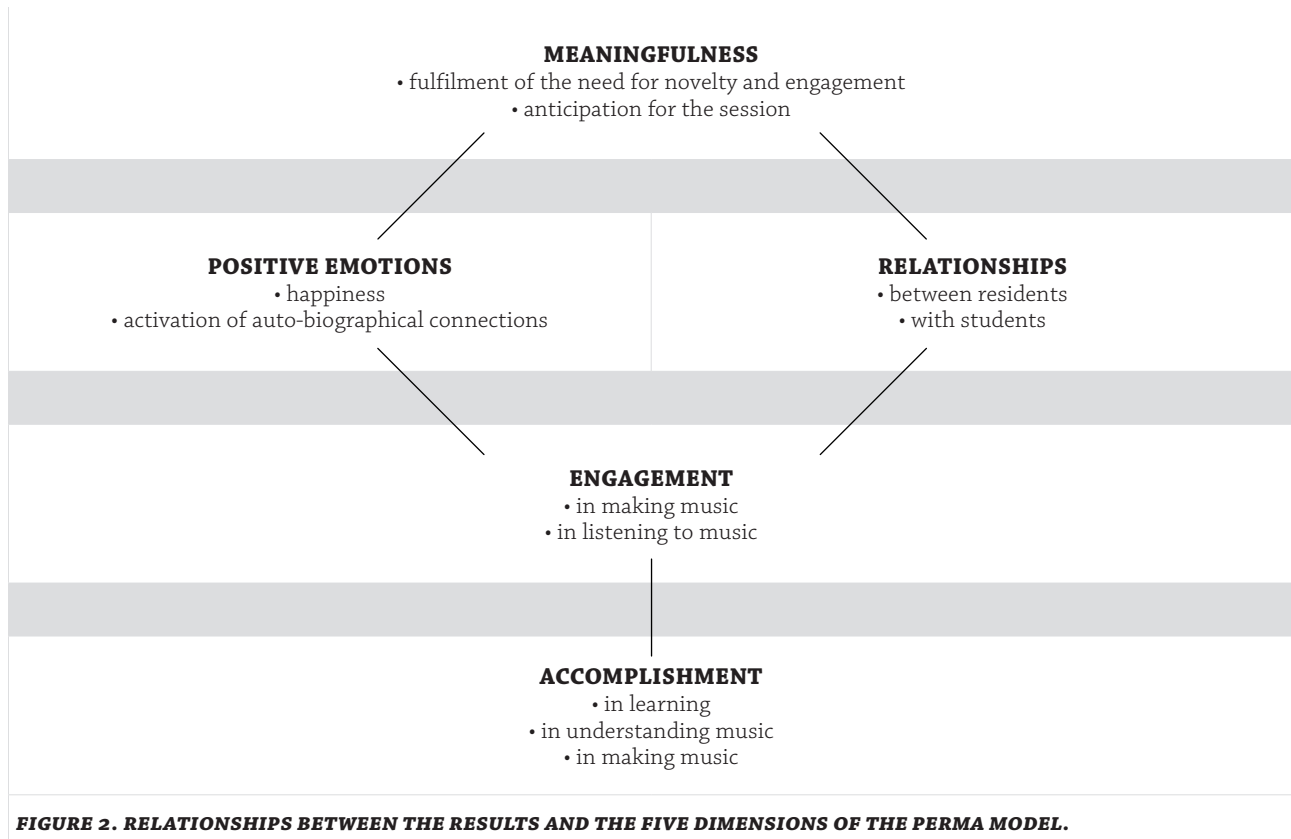 MEANINGFULNESS
• fulfilment of the need for novelty and engagement
• anticipation for the session
POSITIVE EMOTIONS
• happiness
• activation of auto-biographical connections
RELATIONSHIPS
• between residents
• with students
ENGAGEMENT
• in making music
• in listening to music
ACCOMPLISHMENT
• in learning
• in understanding music
• in making music
FIGURE 2. RELATIONSHIPS BETWEEN THE RESULTS AND THE FIVE DIMENSIONS OF THE PERMA MODEL.